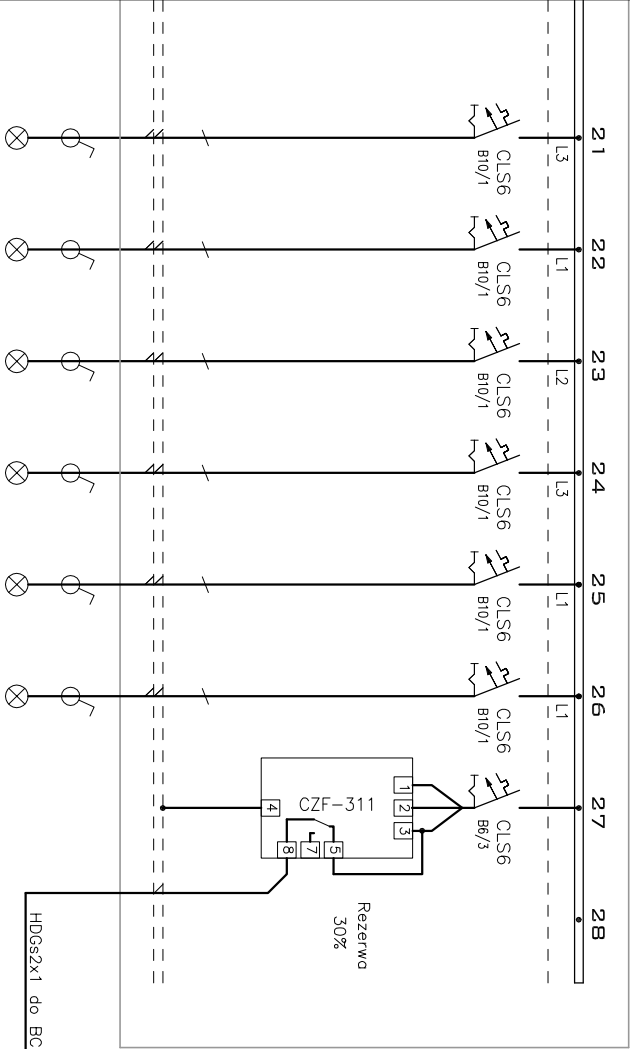 21
L3
CLS6
B10/1
22
L1
CLS6
B10/1
23
L2
CLS6
B10/1
24
L3
CLS6
B10/1
25
L1
CLS6
B10/1
26
L1
CLS6
B10/1
27
CLS6
B6/3
28
1
2
3
CZF-311
4
5
7
8
Rezerwa
30%
HDGs2x1 do BC